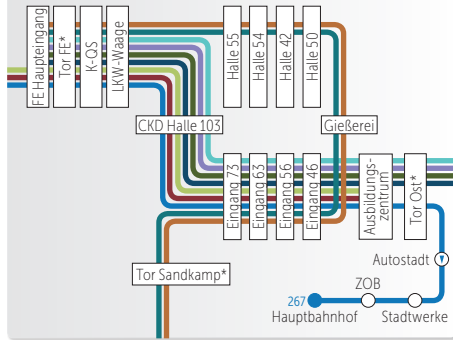 FE Haupteingang
Tor FE*
K-QS
LKW-Waage
Halle 55
Halle 54
Halle 42
Halle 50
CKD Halle 103
Gießerei
Eingang 73
Eingang 63
Eingang 56
Eingang 46
Ausbildungs-
zentrum
Tor Ost*
Tor Sandkamp*
Autostadt
ZOB
267
Hauptbahnhof
Stadtwerke